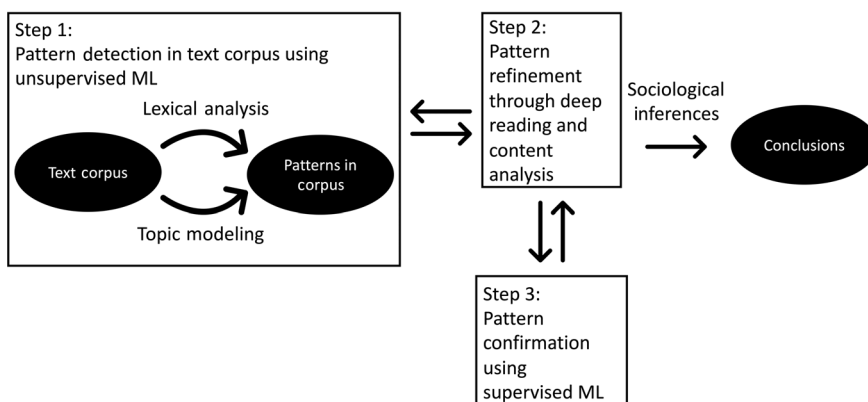 Step 1:
Pattern detection in text corpus using
unsupervised ML
Lexical analysis
Text corpus
Patterns in
corpus
Topic modeling
Step 2:
Pattern
refinement
through deep
reading and
content
analysis
Sociological
inferences
Conclusions
Step 3:
Pattern
confirmation
using
supervised ML